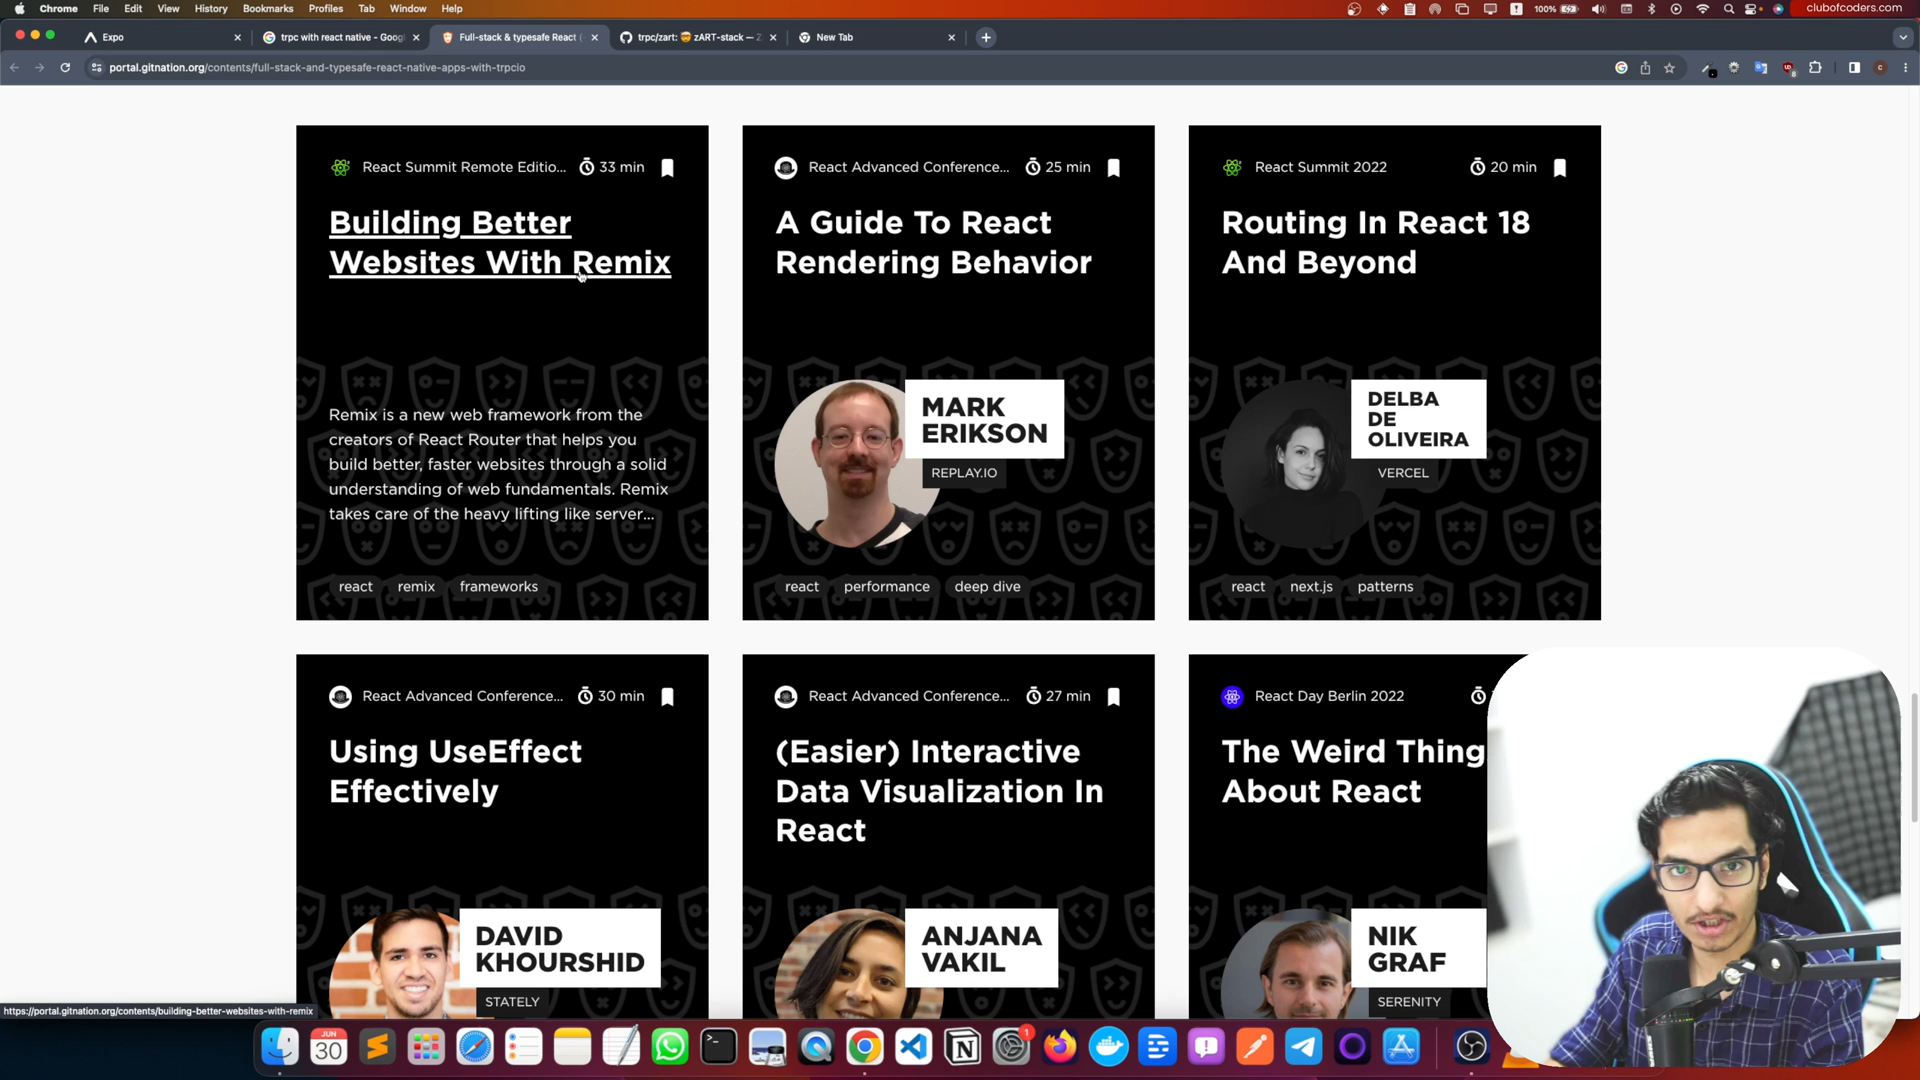 Chrome File Edit View History Bookmarks Profiles Tab Window Help 100% clubofcoders.com
Expo trpc with react native - Goog Full-stack & typesafe React trpc/zart: zART-stack — Z New Tab
portal.gitnation.org/contents/full-stack-and-typesafe-react-native-apps-with-trpcio
React Summit Remote Editio... 33 min
Building Better
Websites With Remix
Remix is a new web framework from the
creators of React Router that helps you
build better, faster websites through a solid
understanding of web fundamentals. Remix
takes care of the heavy lifting like server...
react remix frameworks
React Advanced Conference... 25 min
A Guide To React
Rendering Behavior
MARK
ERIKSON
REPLAY.IO
react performance deep dive
React Summit 2022 20 min
Routing In React 18
And Beyond
DELBA
DE
OLIVEIRA
VERCEL
react next.js patterns
React Advanced Conference... 30 min
Using UseEffect
Effectively
DAVID
KHOURSHID
STATELY
React Advanced Conference... 27 min
(Easier) Interactive
Data Visualization In
React
ANJANA
VAKIL
React Day Berlin 2022
The Weird Thing
About React
NIK
GRAF
SERENITY
https://portal.gitnation.org/contents/building-better-websites-with-remix
JUN
30
1